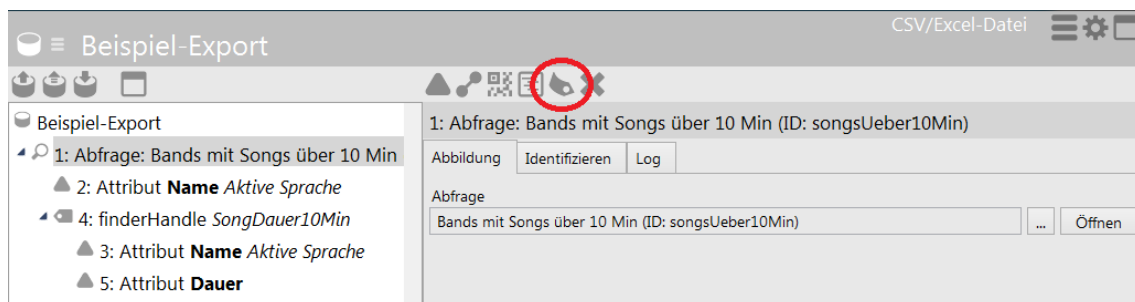 CSV/Excel-Datei
Beispiel-Export
Beispiel-Export
1: Abfrage: Bands mit Songs über 10 Min
2: Attribut Name Aktive Sprache
4: finderHandle SongDauer10Min
3: Attribut Name Aktive Sprache
5: Attribut Dauer
1: Abfrage: Bands mit Songs über 10 Min (ID: songsUeber10Min)
Abbildung Identifizieren Log
Abfrage
Bands mit Songs über 10 Min (ID: songsUeber10Min) ... Öffnen